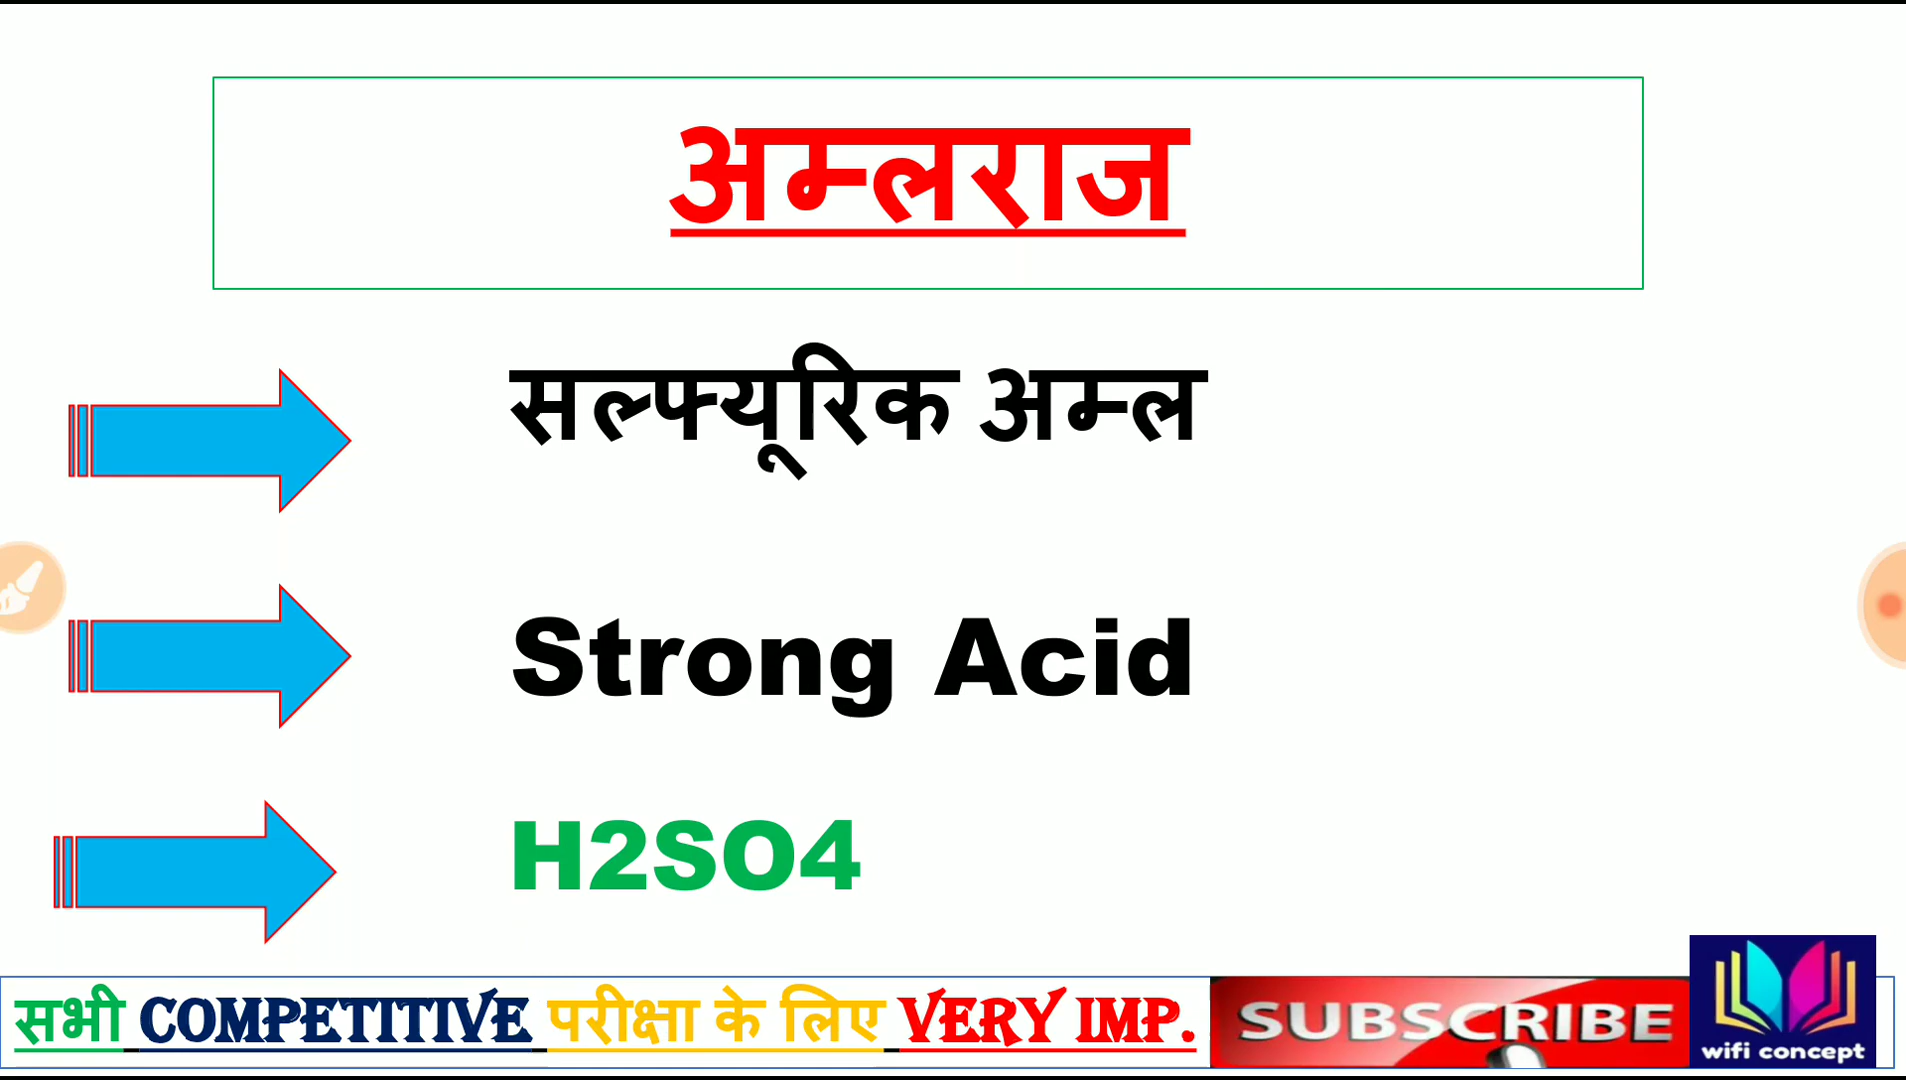 अम्लराज
सल्फ्यूरिक अम्ल
Strong Acid
H2SO4
सभी COMPETITIVE परीक्षा के लिए VERY IMP.
SUBSCRIBE
wifi concept